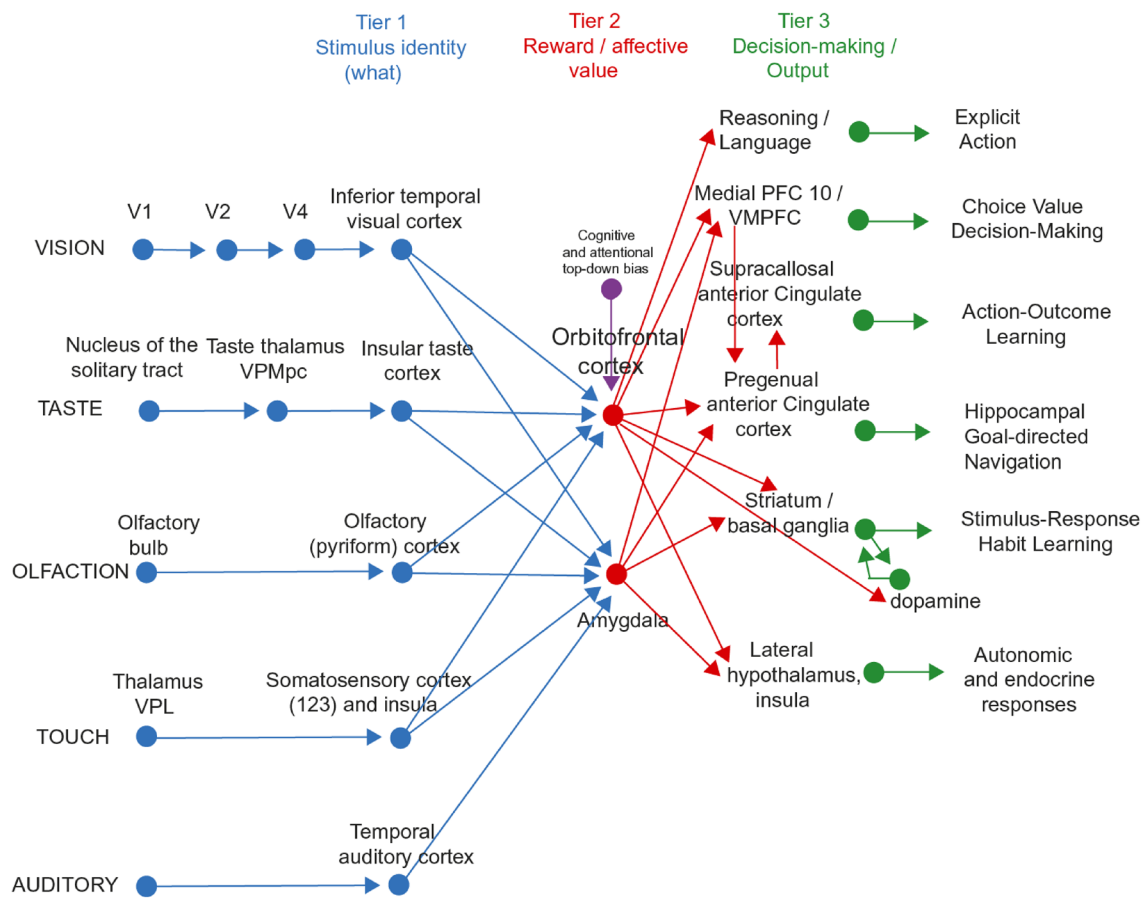 Tier 1
Stimulus identity
(what)
Tier 2
Reward / affective
value
Tier 3
Decision-making /
Output
Reasoning /
Language
Explicit
Action
V1
V2
V4
Inferior temporal
visual cortex
VISION
Medial PFC 10 /
VMPFC
Choice Value
Decision-Making
Cognitive
and attentional
top-down bias
Supracallosal
anterior Cingulate
cortex
Action-Outcome
Learning
Orbitofrontal
cortex
Nucleus of the
solitary tract
Taste thalamus
VPMpc
Insular taste
cortex
TASTE
Pregenual
anterior Cingulate
cortex
Hippocampal
Goal-directed
Navigation
Olfactory
bulb
Olfactory
(pyriform) cortex
OLFACTION
Striatum /
basal ganglia
Stimulus-Response
Habit Learning
dopamine
Amygdala
Thalamus
VPL
Somatosensory cortex
(123) and insula
TOUCH
Lateral
hypothalamus,
insula
Autonomic
and endocrine
responses
Temporal
auditory cortex
AUDITORY